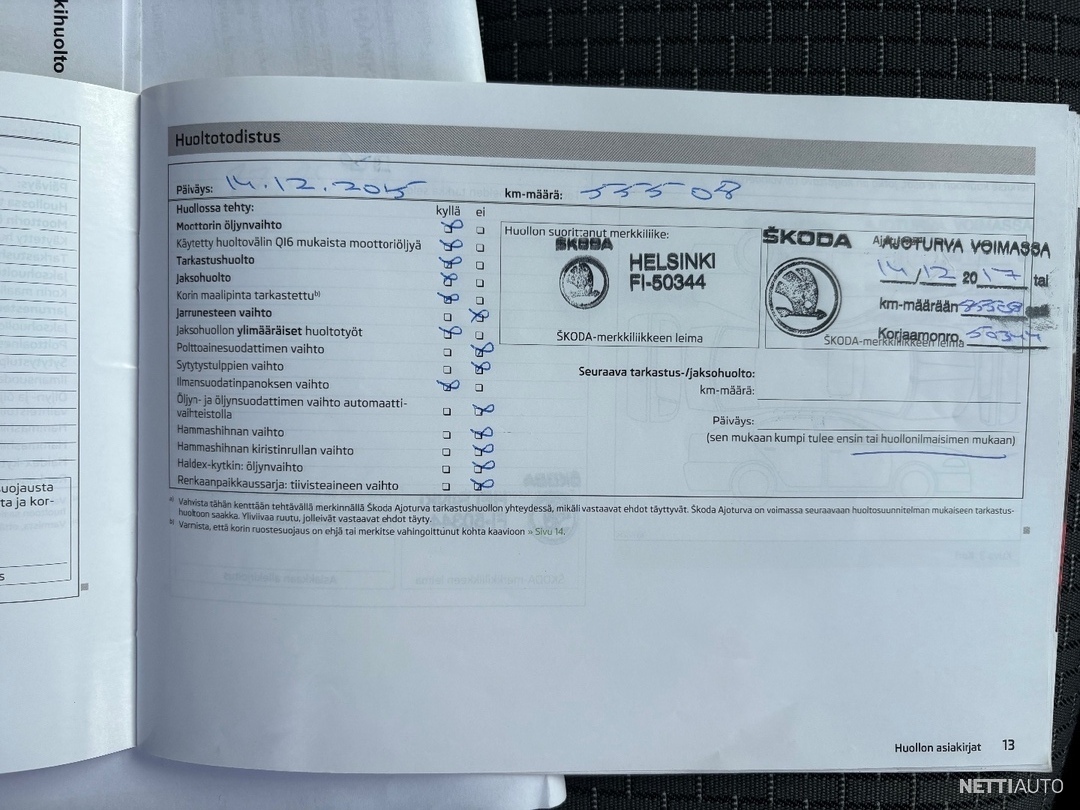 kihuolto
uojausta
ta ja kor-
s
Huoltotodistus
Päiväys: 14.12.2015 km-määrä: 55508
Huollossa tehty: kyllä ei
Moottorin öljynvaihto
Käytetty huoltovälin QI6 mukaista moottoriöljyä
Tarkastushuolto
Jaksohuolto
Korin maalipinta tarkastettu b)
Jarrunesteen vaihto
Jaksohuollon ylimääräiset huoltotyöt
Polttoainesuodattimen vaihto
Sytytystulppien vaihto
Ilmansuodatinpanoksen vaihto
Öljyn- ja öljynsuodattimen vaihto automaatti-
vaihteistolla
Hammashihnan vaihto
Hammashihnan kiristinrullan vaihto
Haldex-kytkin: öljynvaihto
Renkaanpaikkaussarja: tiivisteaineen vaihto
Huollon suorittanut merkkiliike:
ŠKODA
HELSINKI
FI-50344
ŠKODA-merkkiliikkeen leima
ŠKODA
AJOTURVA VOIMASSA
14/12 2017 tai
km-määrään
Korjaamonro. 50344
ŠKODA-merkkiliikkeen leima
Seuraava tarkastus-/jaksohuolto:
km-määrä:
Päiväys:
(sen mukaan kumpi tulee ensin tai huollonilmaisimen mukaan)
a) Vahvista tähän kenttään tehtävällä merkinnällä Škoda Ajoturva tarkastushuollon yhteydessä, mikäli vastaavat ehdot täyttyvät. Škoda Ajoturva on voimassa seuraavaan huoltosuunnitelman mukaiseen tarkastus-
huoltoon saakka. Yliviivaa ruutu, jolleivät vastaavat ehdot täyty.
b) Varmista, että korin ruostesuojaus on ehjä tai merkitse vahingoittunut kohta kaavioon » Sivu 14.
Huollon asiakirjat 13
NETTIAUTO